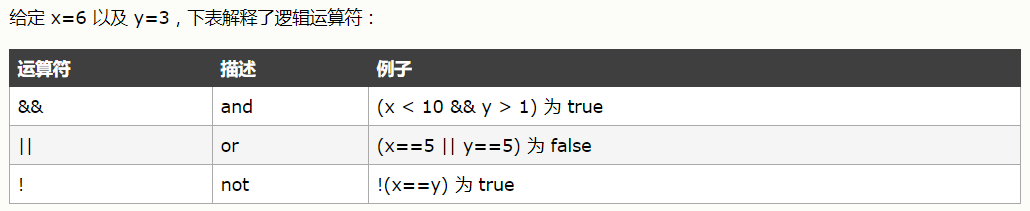 给定 x=6 以及 y=3，下表解释了逻辑运算符：
运算符 描述 例子
&& and (x < 10 && y > 1) 为 true
|| or (x==5 || y==5) 为 false
! not !(x==y) 为 true